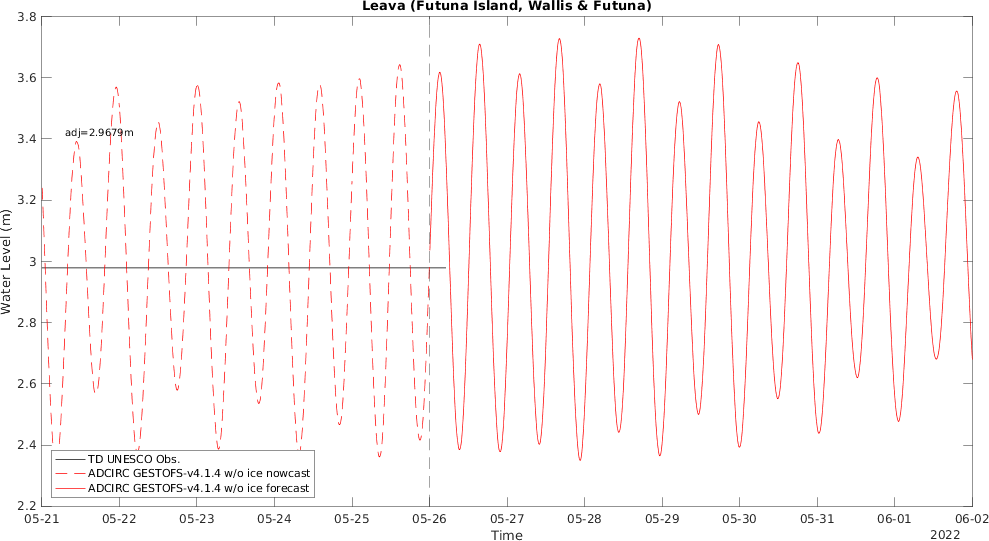 Leava (Futuna Island, Wallis & Futuna)
3.8
3.6
3.4
3.2
3
2.8
2.6
2.4
2.2
Water Level (m)
adj=2.9679m
TD UNESCO Obs.
ADCIRC GESTOFS-v4.1.4 w/o ice nowcast
ADCIRC GESTOFS-v4.1.4 w/o ice forecast
05-21 05-22 05-23 05-24 05-25 05-26 05-27 05-28 05-29 05-30 05-31 06-01 06-02
Time
2022